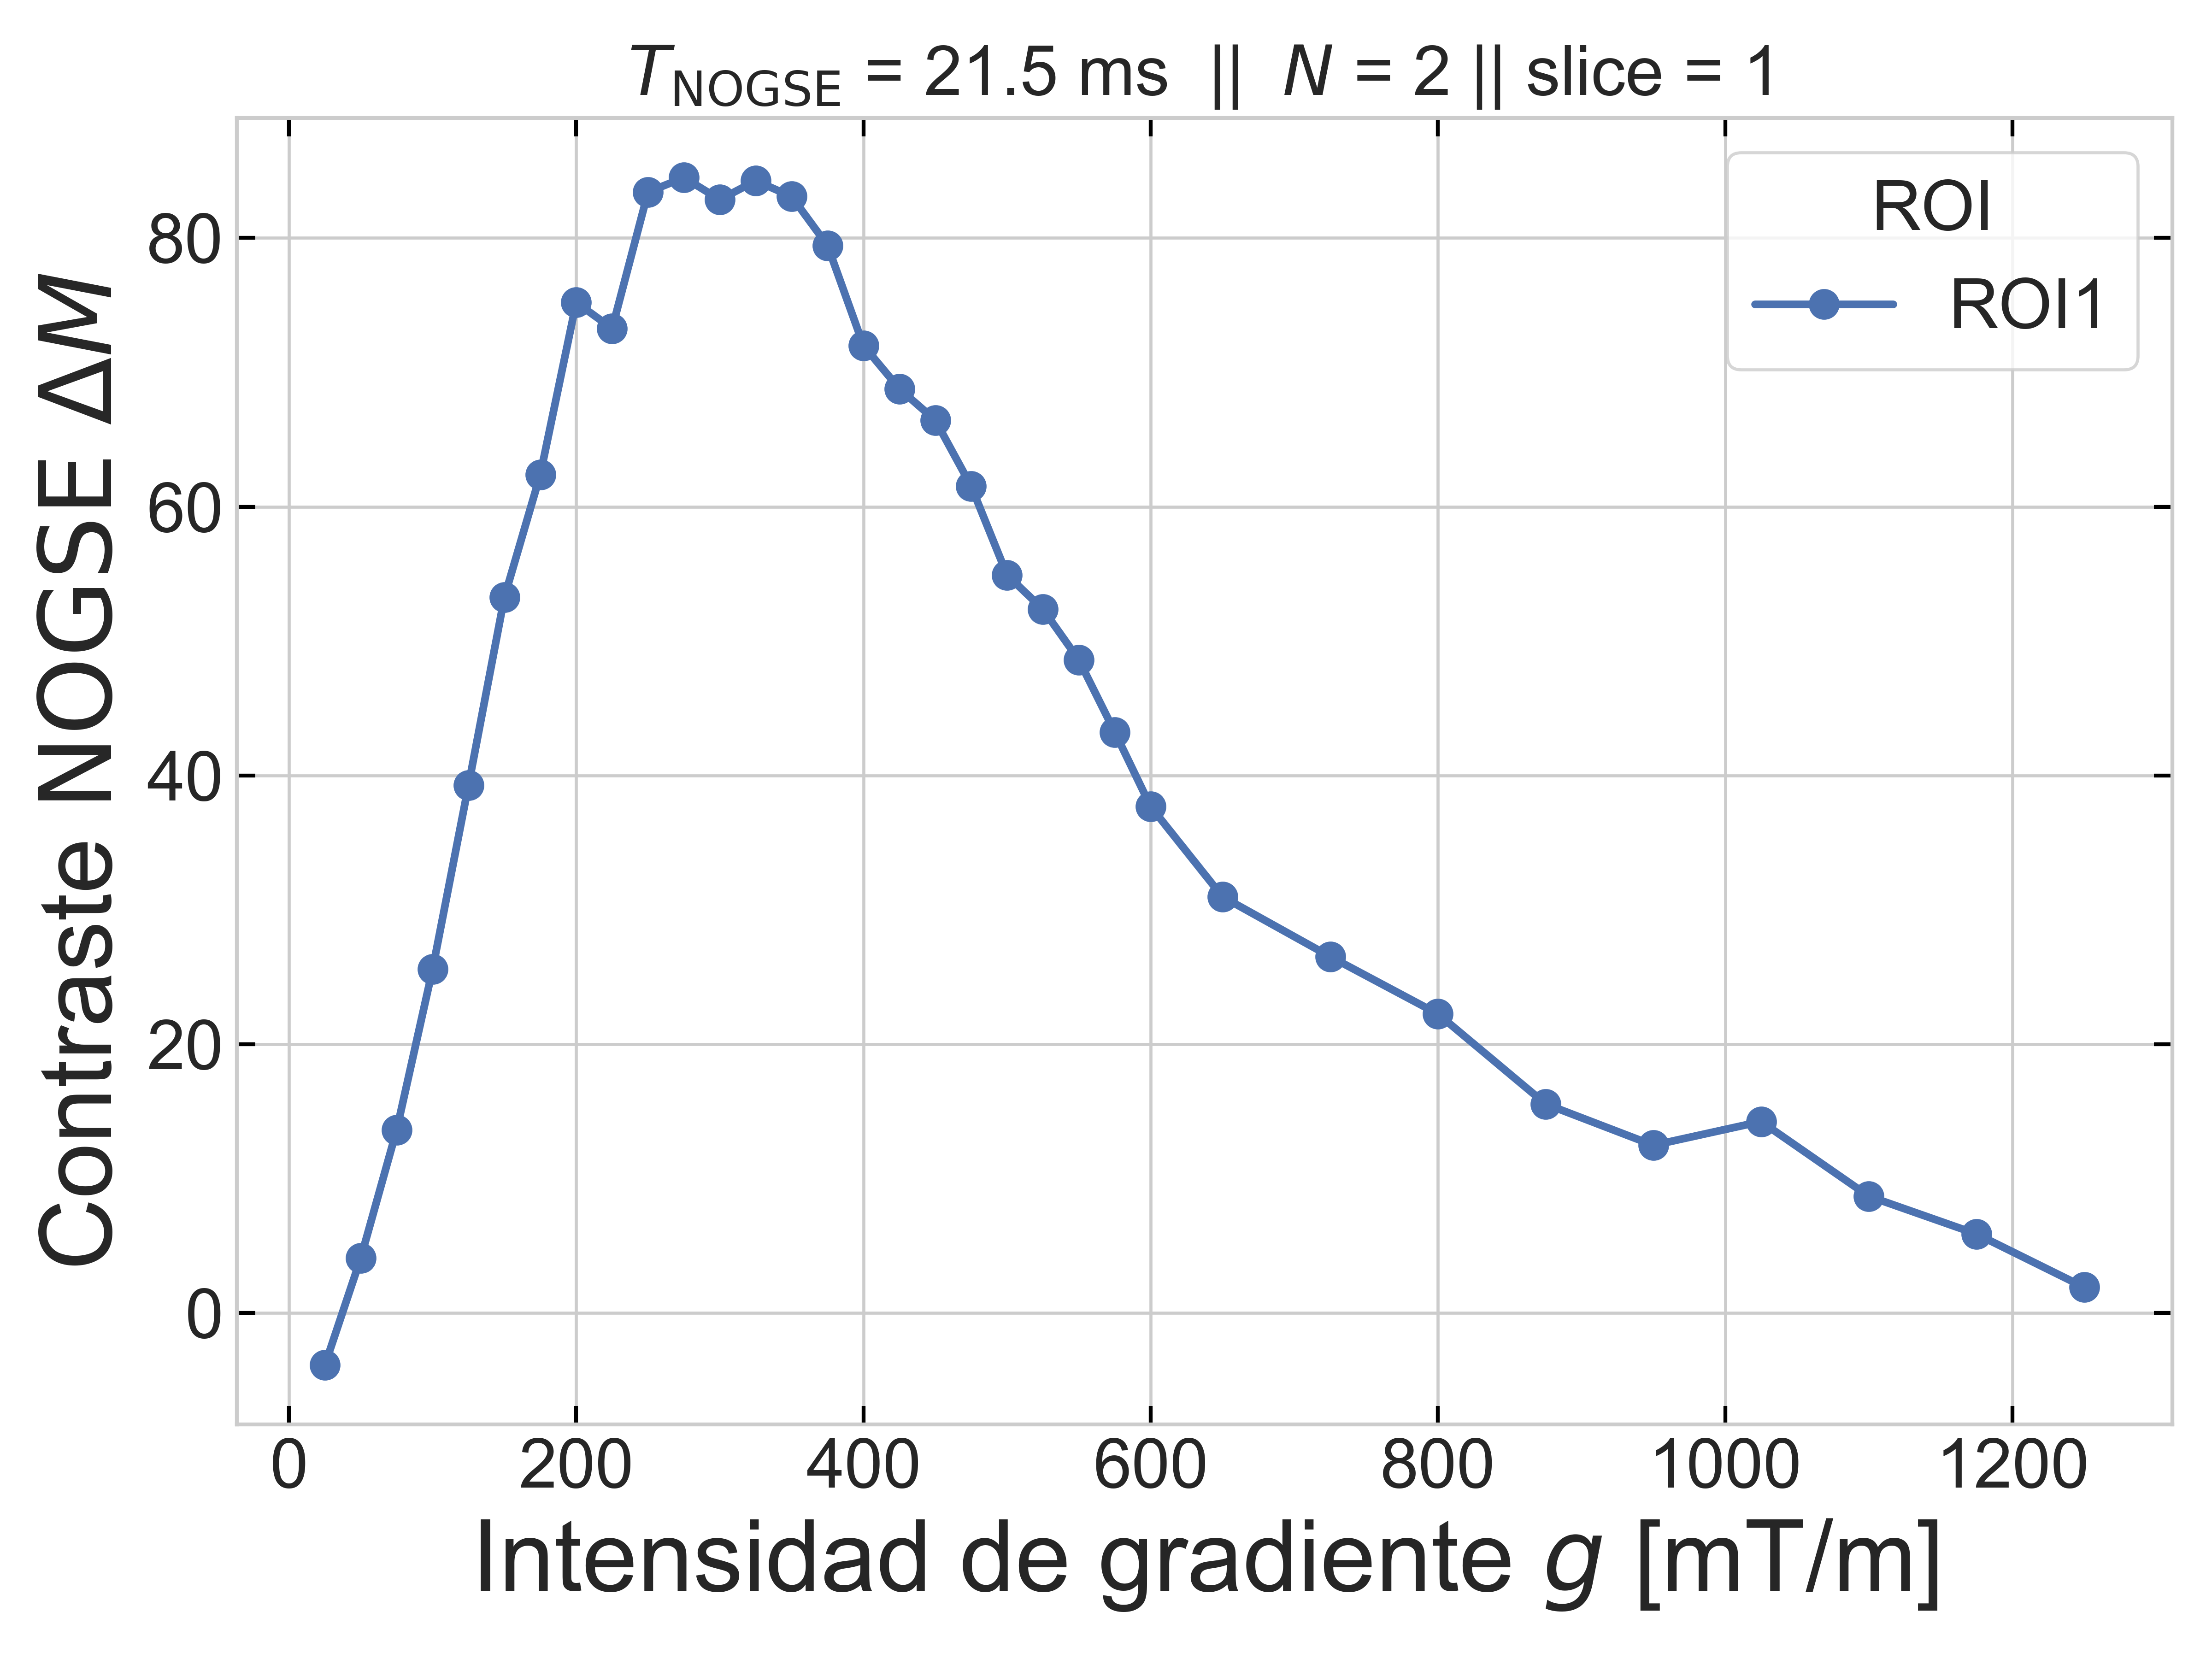 T_NOGSE = 21.5 ms || N = 2 || slice = 1
Contraste NOGSE ΔM
80
60
40
20
0
ROI
ROI1
0 200 400 600 800 1000 1200
Intensidad de gradiente g [mT/m]